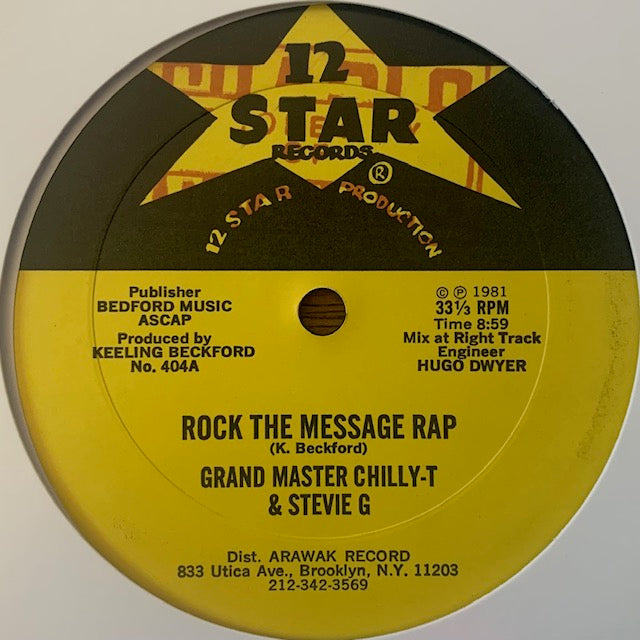 12
STAR
RECORDS
®
12 STAR PRODUCTION
Publisher
BEDFORD MUSIC
ASCAP
Produced by
KEELING BECKFORD
No. 404A
© ℗ 1981
33⅓ RPM
Time 8:59
Mix at Right Track
Engineer
HUGO DWYER
ROCK THE MESSAGE RAP
(K. Beckford)
GRAND MASTER CHILLY-T
& STEVIE G
Dist. ARAWAK RECORD
833 Utica Ave., Brooklyn, N.Y. 11203
212-342-3569